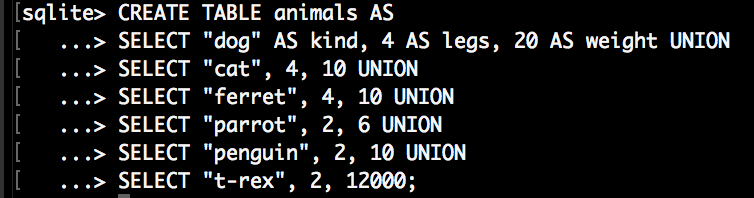 [sqlite> CREATE TABLE animals AS
[   ...> SELECT "dog" AS kind, 4 AS legs, 20 AS weight UNION
[   ...> SELECT "cat", 4, 10 UNION
[   ...> SELECT "ferret", 4, 10 UNION
[   ...> SELECT "parrot", 2, 6 UNION
[   ...> SELECT "penguin", 2, 10 UNION
[   ...> SELECT "t-rex", 2, 12000;